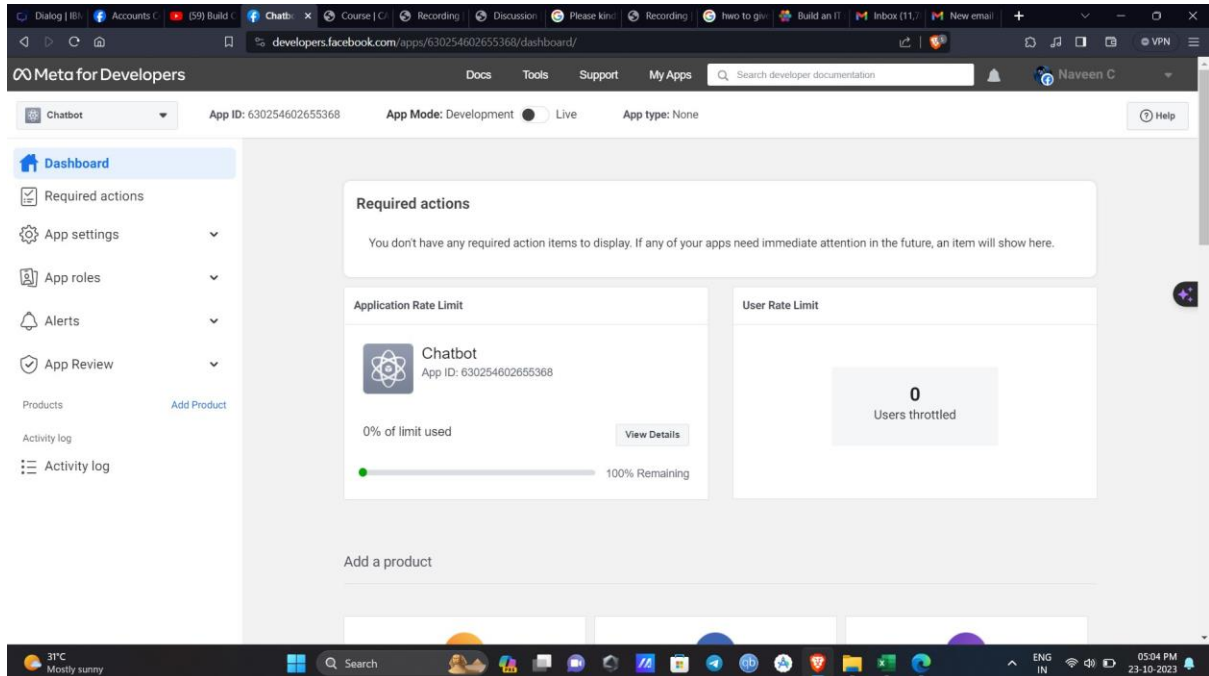 Dialog | IBM Accounts C (59) Build C Chatbo Course | CA Recording Discussion Please kind Recording hwo to giv Build an IT Inbox (11,7 New email
developers.facebook.com/apps/630254602655368/dashboard/ VPN
Meta for Developers Docs Tools Support My Apps Search developer documentation Naveen C
Chatbot App ID: 630254602655368 App Mode: Development Live App type: None Help
Dashboard
Required actions
App settings
App roles
Alerts
App Review
Products Add Product
Activity log
Activity log
Required actions
You don't have any required action items to display. If any of your apps need immediate attention in the future, an item will show here.
Application Rate Limit
Chatbot
App ID: 630254602655368
0% of limit used View Details
100% Remaining
User Rate Limit
0
Users throttled
Add a product
31°C
Mostly sunny
Search
ENG
IN
05:04 PM
23-10-2023